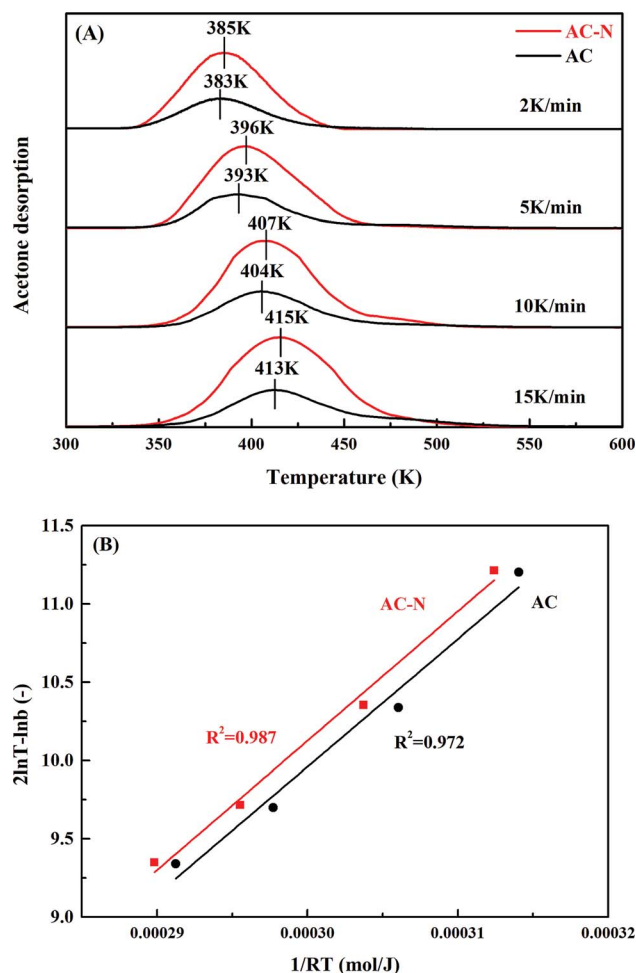 (A)
385K
AC-N
AC
383K
2K/min
396K
393K
5K/min
407K
404K
10K/min
415K
413K
15K/min
Acetone desorption
300 350 400 450 500 550 600
Temperature (K)
(B)
11.5
11.0
10.5
10.0
9.5
9.0
AC-N
AC
R²=0.987
R²=0.972
2lnT-lnb (-)
0.00029 0.00030 0.00031 0.00032
1/RT (mol/J)